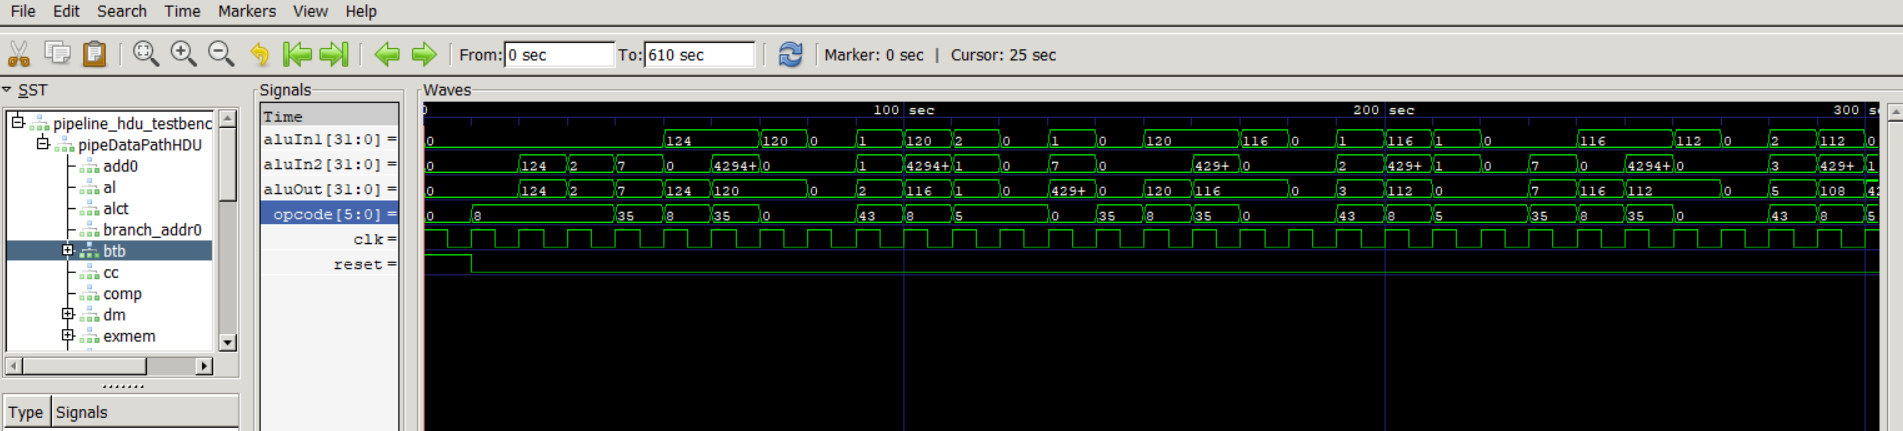 File Edit Search Time Markers View Help
From: 0 sec To: 610 sec Marker: 0 sec | Cursor: 25 sec
SST
pipeline_hdu_testbenc
pipeDataPathHDU
add0
al
alct
branch_addr0
btb
cc
comp
dm
exmem
Type Signals
Signals
Time
aluIn1[31:0] =
aluIn2[31:0] =
aluOut[31:0] =
opcode[5:0] =
clk =
reset =
Waves
0 100 sec 200 sec 300 s
0 124 120 0 1 120 2 0 1 0 120 116 0 1 116 1 0 116 112 0 2 112 0
0 124 2 7 0 4294+ 0 1 4294+ 1 0 7 0 429+ 0 2 429+ 1 0 7 0 4294+ 0 3 429+ 1
0 124 2 7 124 120 0 2 116 1 0 429+ 0 120 116 0 3 112 0 7 116 112 0 5 108 42
0 8 35 8 35 0 43 8 5 0 35 8 35 0 43 8 5 35 8 35 0 43 8 5